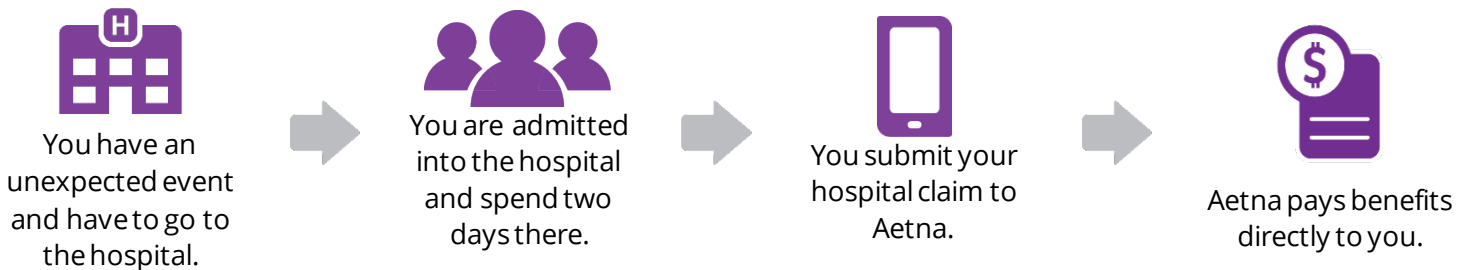 H
You have an
unexpected event
and have to go to
the hospital.
You are admitted
into the hospital
and spend two
days there.
You submit your
hospital claim to
Aetna.
$
Aetna pays benefits
directly to you.